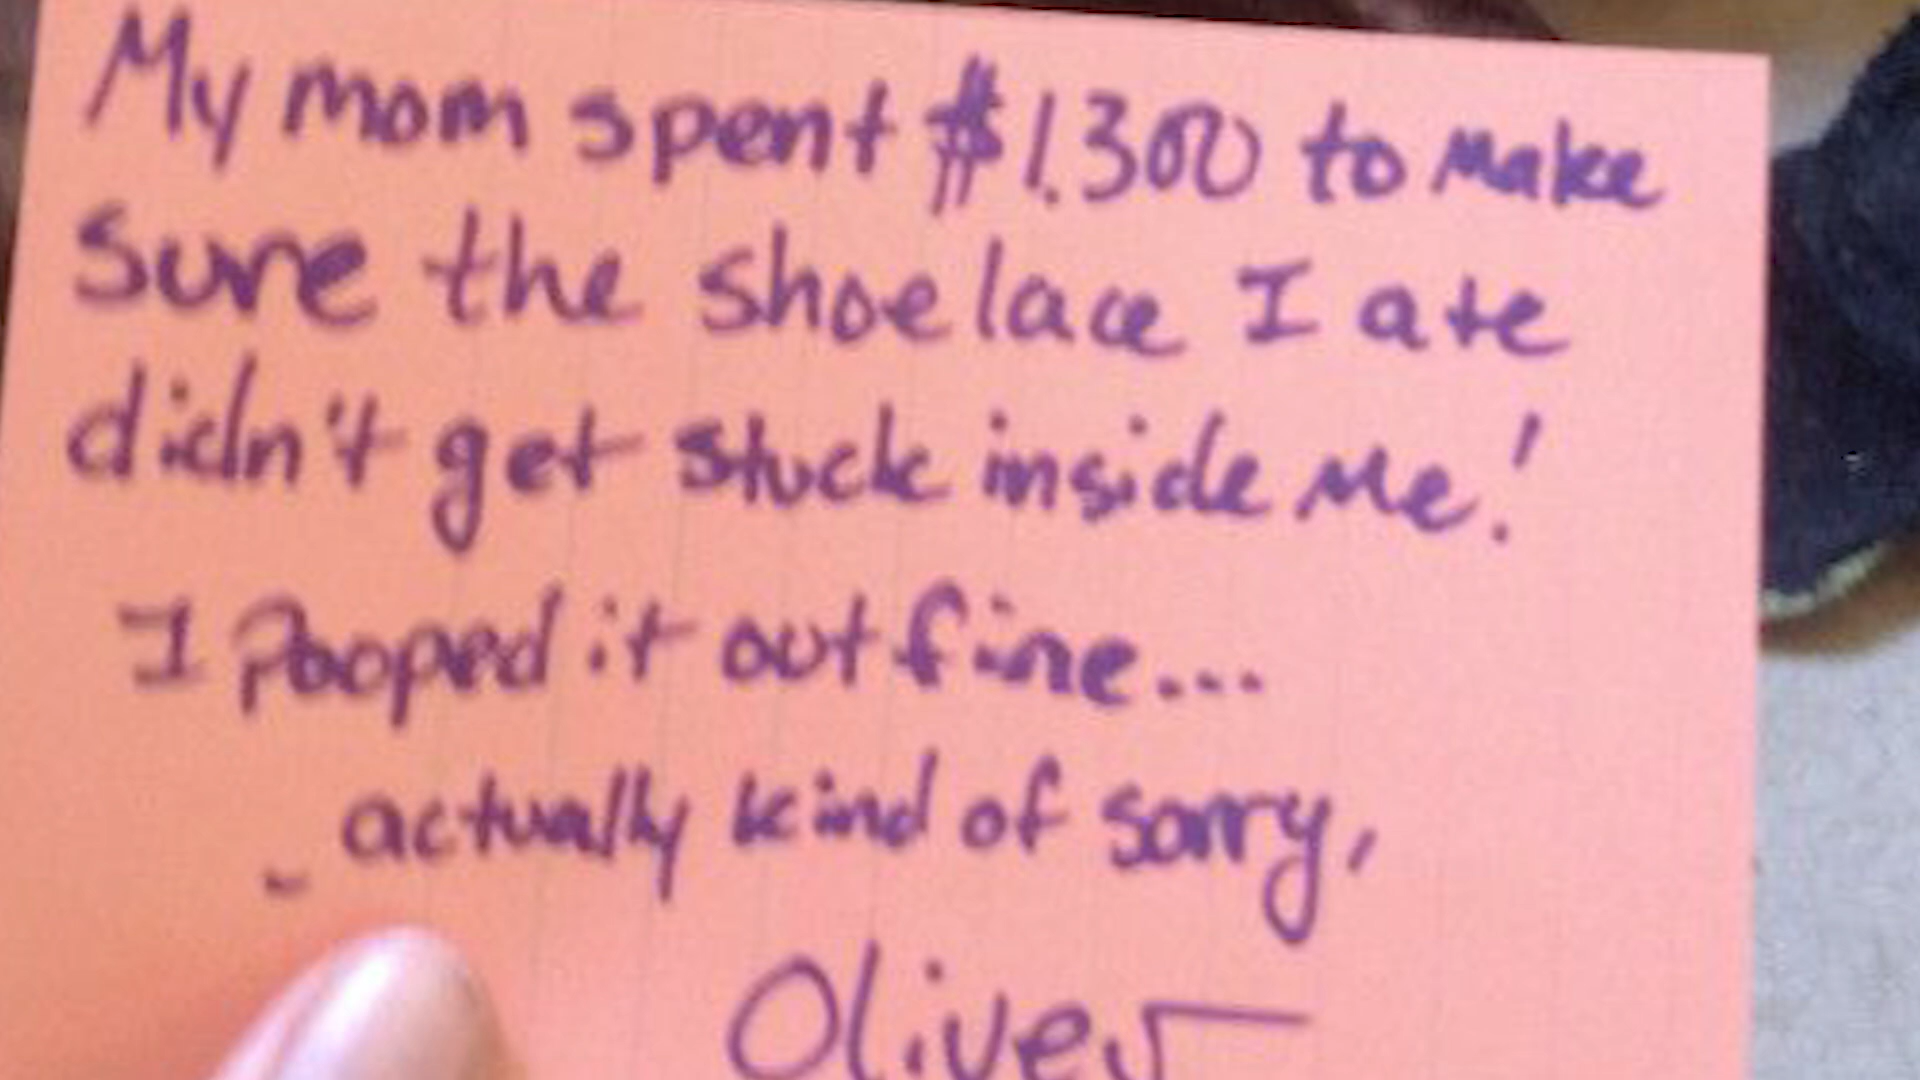 My mom spent $1.300 to make
sure the shoelace I ate
didn't get stuck inside me!
I Pooped it out fine...
actually kind of sorry,
Oliver